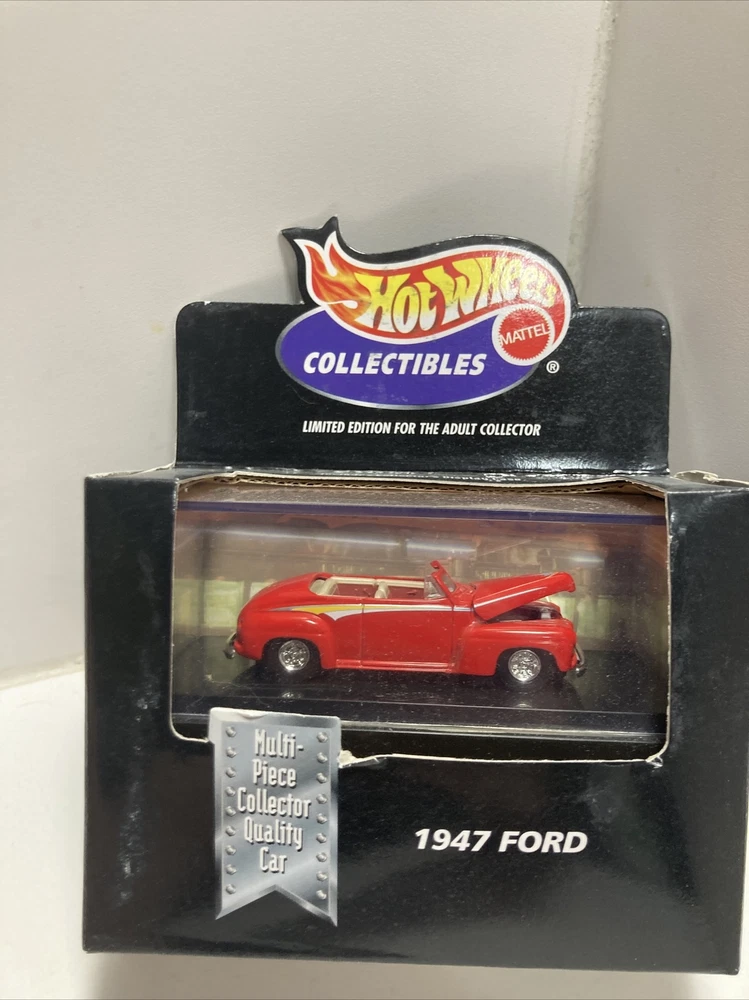 HOT WHEELS
MATTEL
COLLECTIBLES ®
LIMITED EDITION FOR THE ADULT COLLECTOR
Multi-
Piece
Collector
Quality
Car
1947 FORD